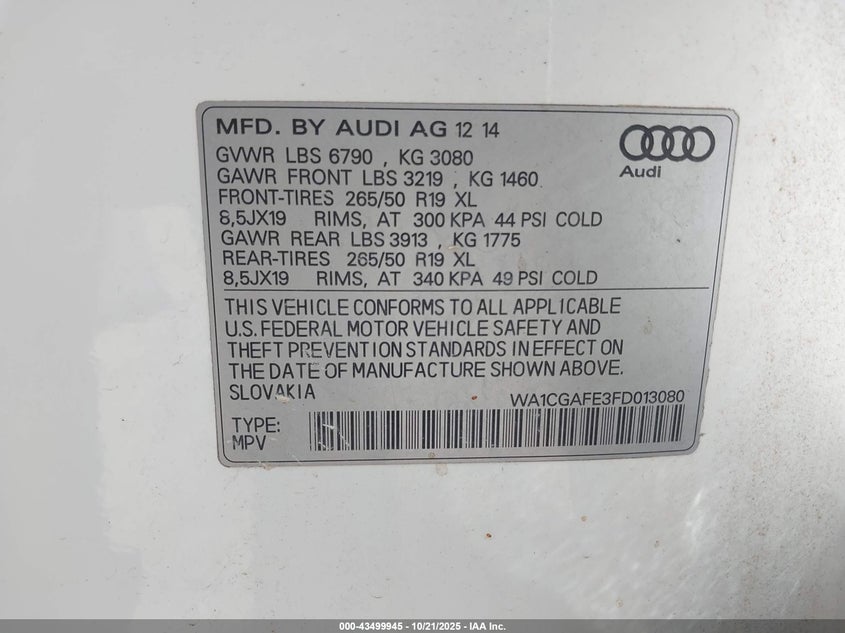 MFD. BY AUDI AG 12 14
Audi
GVWR LBS 6790 , KG 3080
GAWR FRONT LBS 3219 , KG 1460
FRONT-TIRES 265/50 R19 XL
8,5JX19 RIMS, AT 300 KPA 44 PSI COLD
GAWR REAR LBS 3913 , KG 1775
REAR-TIRES 265/50 R19 XL
8,5JX19 RIMS, AT 340 KPA 49 PSI COLD
THIS VEHICLE CONFORMS TO ALL APPLICABLE
U.S. FEDERAL MOTOR VEHICLE SAFETY AND
THEFT PREVENTION STANDARDS IN EFFECT ON
THE DATE OF MANUFACTURE SHOWN ABOVE.
SLOVAKIA
WA1CGAFE3FD013080
TYPE:
MPV
000-43499945 - 10/21/2025 - IAA Inc.